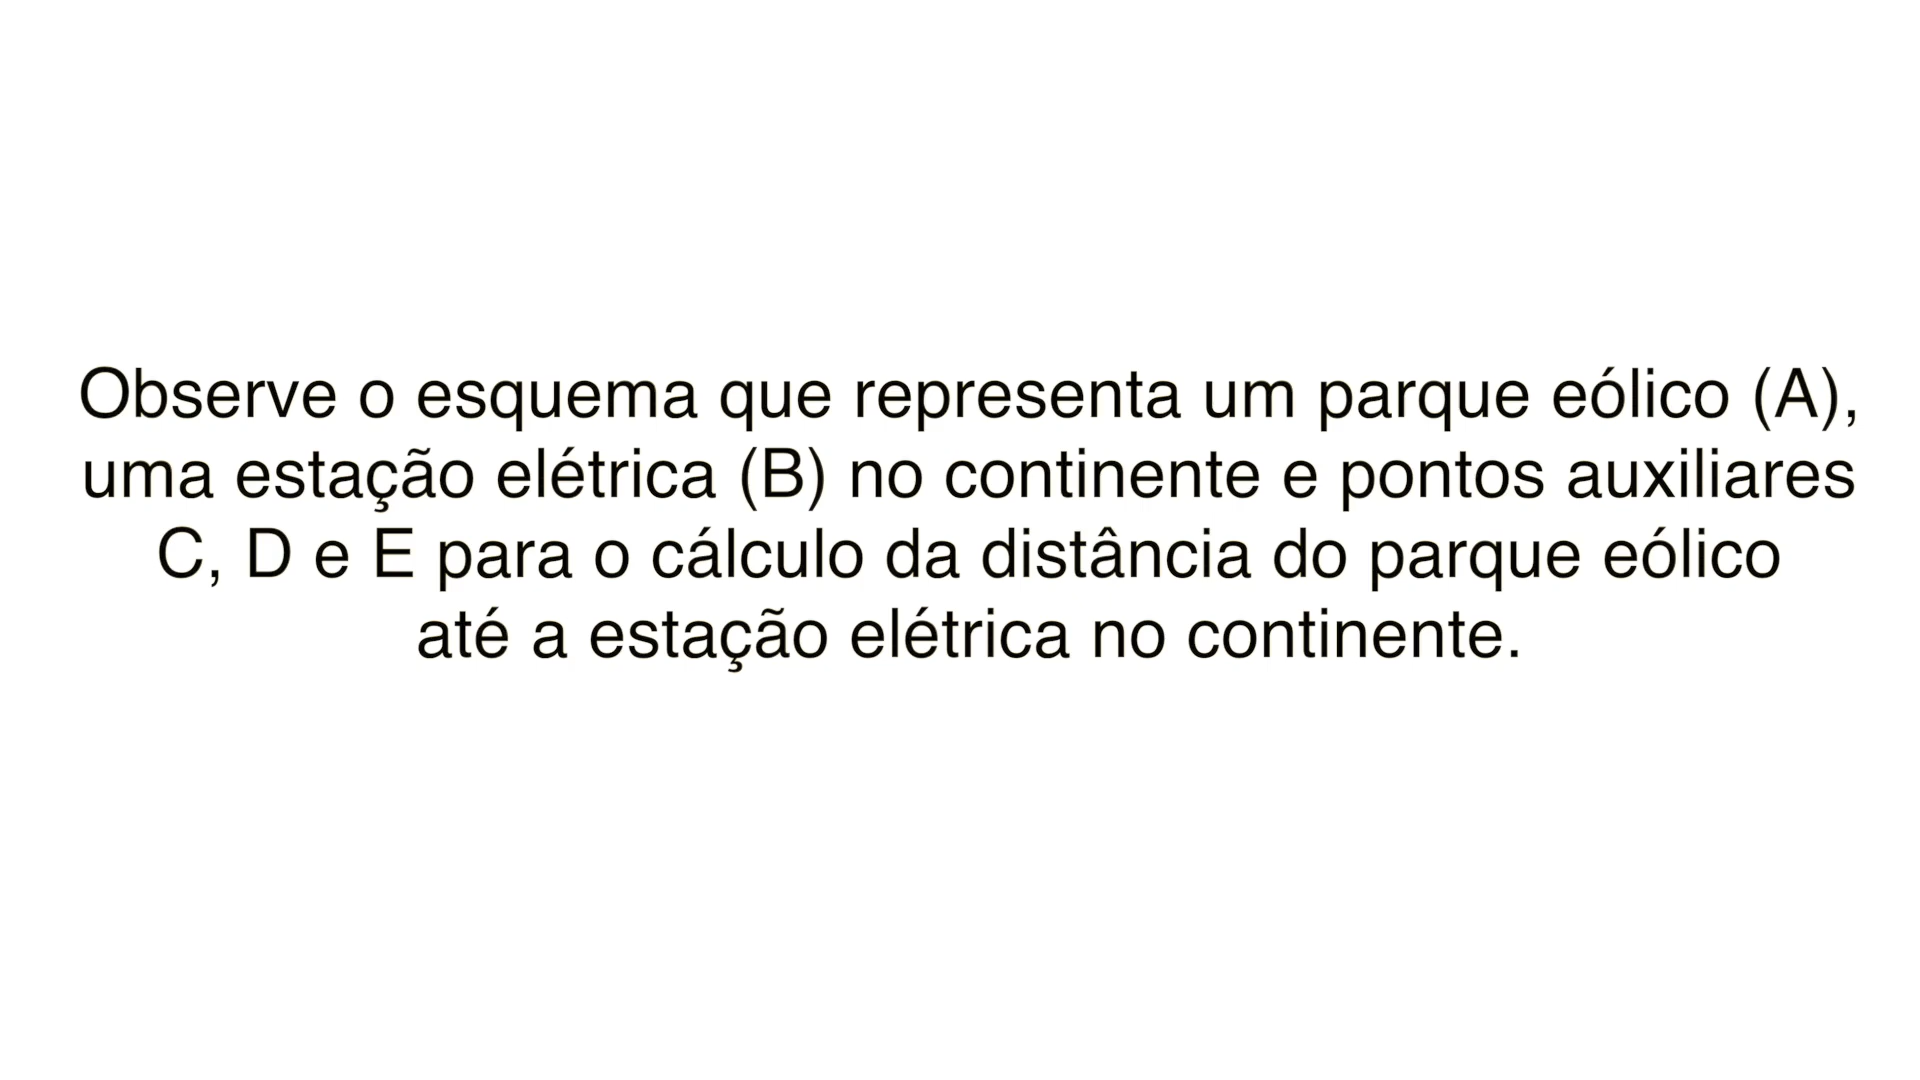 Observe o esquema que representa um parque eólico (A),
uma estação elétrica (B) no continente e pontos auxiliares
C, D e E para o cálculo da distância do parque eólico
até a estação elétrica no continente.